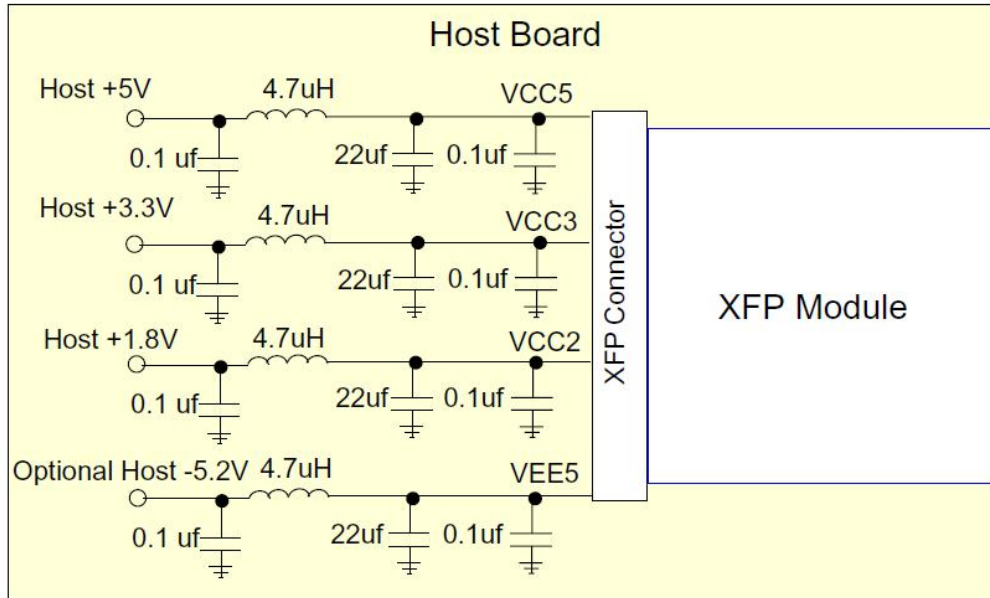 Host Board
Host +5V
4.7uH
VCC5
0.1 uf
22uf
0.1uf
Host +3.3V
4.7uH
VCC3
0.1 uf
22uf
0.1uf
Host +1.8V
4.7uH
VCC2
0.1 uf
22uf
0.1uf
Optional Host -5.2V
4.7uH
VEE5
0.1 uf
22uf
0.1uf
XFP Connector
XFP Module